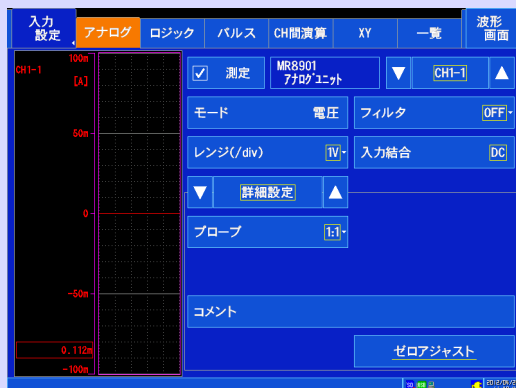 入力
設定
アナログ
ロジック
パルス
CH間演算
XY
一覧
波形
画面
100m
CH1-1
[A]
50m
0
-50m
0.112m
-100m
測定
MR8901
アナログユニット
CH1-1
モード
電圧
フィルタ
OFF
レンジ(/div)
1V
入力結合
DC
詳細設定
プローブ
1:1
コメント
ゼロアジャスト